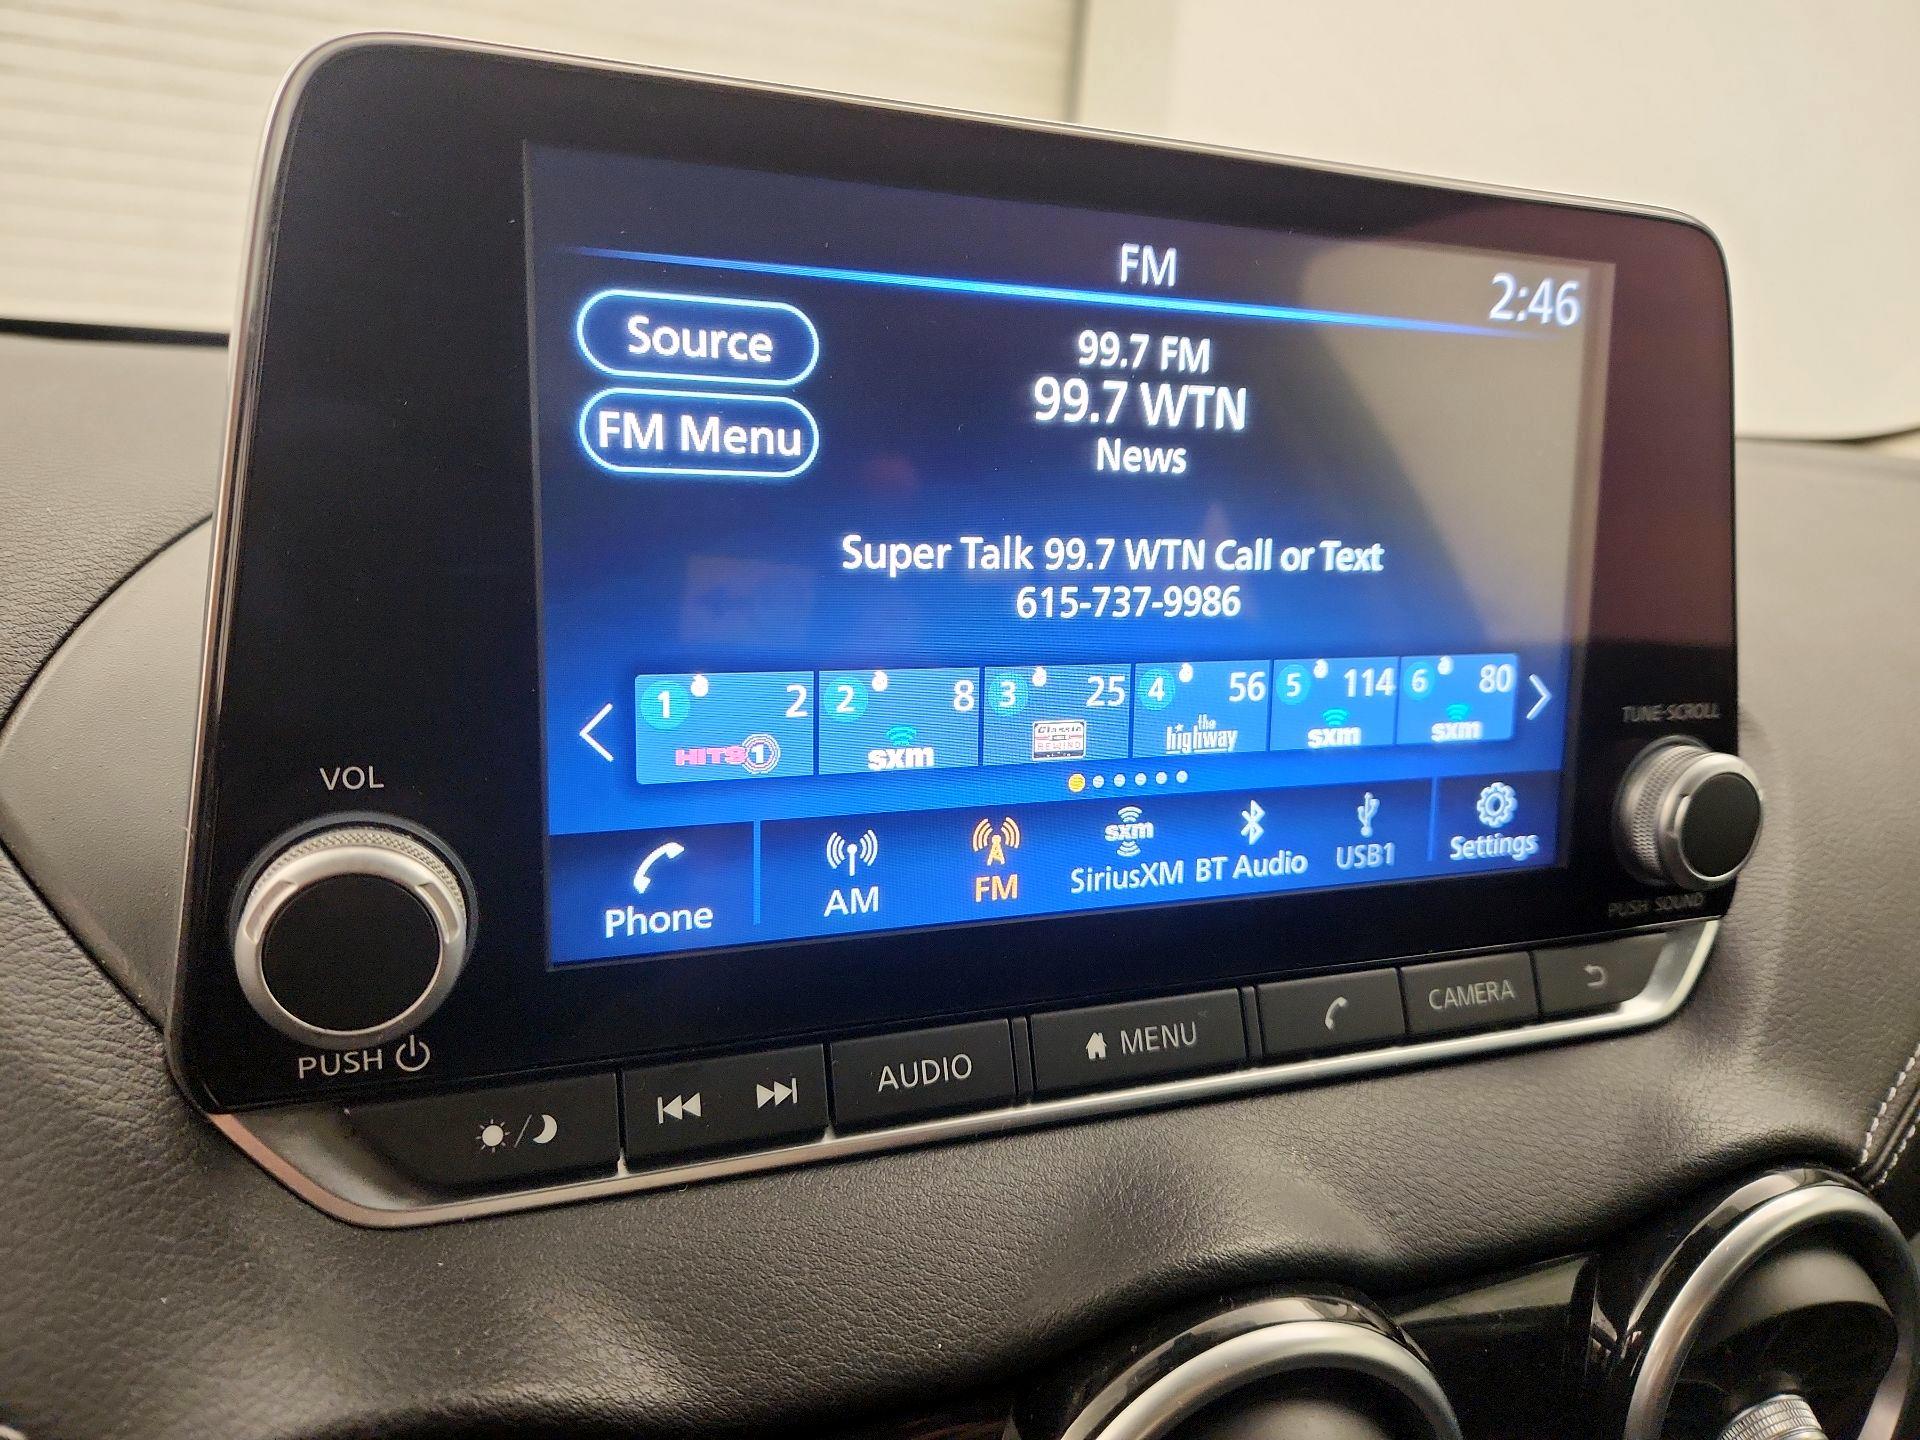 FM
2:46
Source
FM Menu
99.7 FM
99.7 WTN
News
Super Talk 99.7 WTN Call or Text
615-737-9986
1 2 HITS 1
2 8 sxm
3 25 Classic REWIND
4 56 the highway
5 114 sxm
6 80 sxm
Phone
AM
FM
sxm
SiriusXM
BT Audio
USB1
Settings
VOL
PUSH
TUNE·SCROLL
PUSH SOUND
AUDIO
MENU
CAMERA